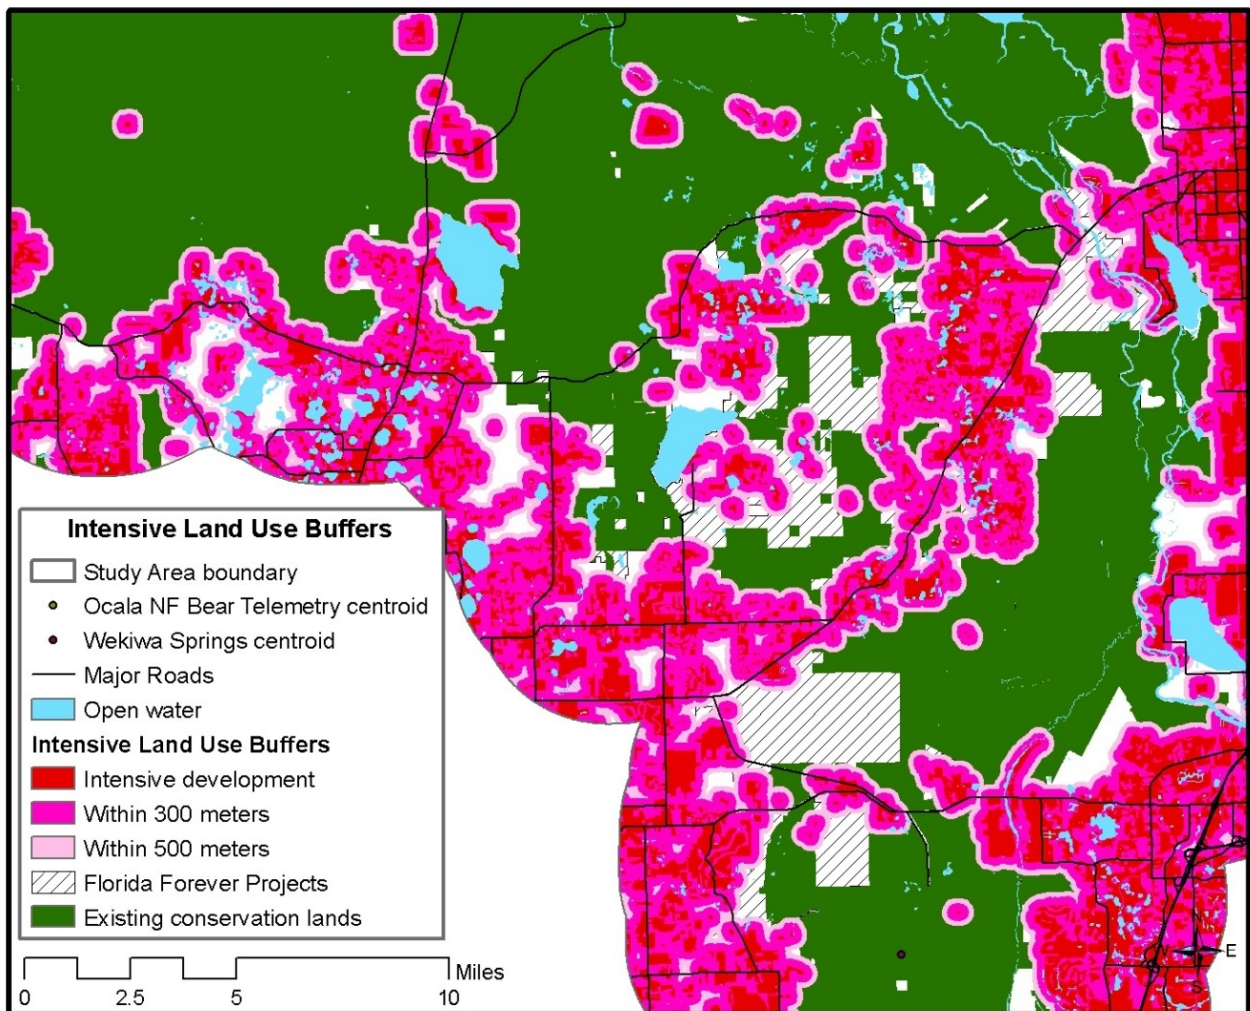 Intensive Land Use Buffers
Study Area boundary
Ocala NF Bear Telemetry centroid
Wekiwa Springs centroid
Major Roads
Open water
Intensive Land Use Buffers
Intensive development
Within 300 meters
Within 500 meters
Florida Forever Projects
Existing conservation lands
Miles
0 2.5 5 10
N
W E
S